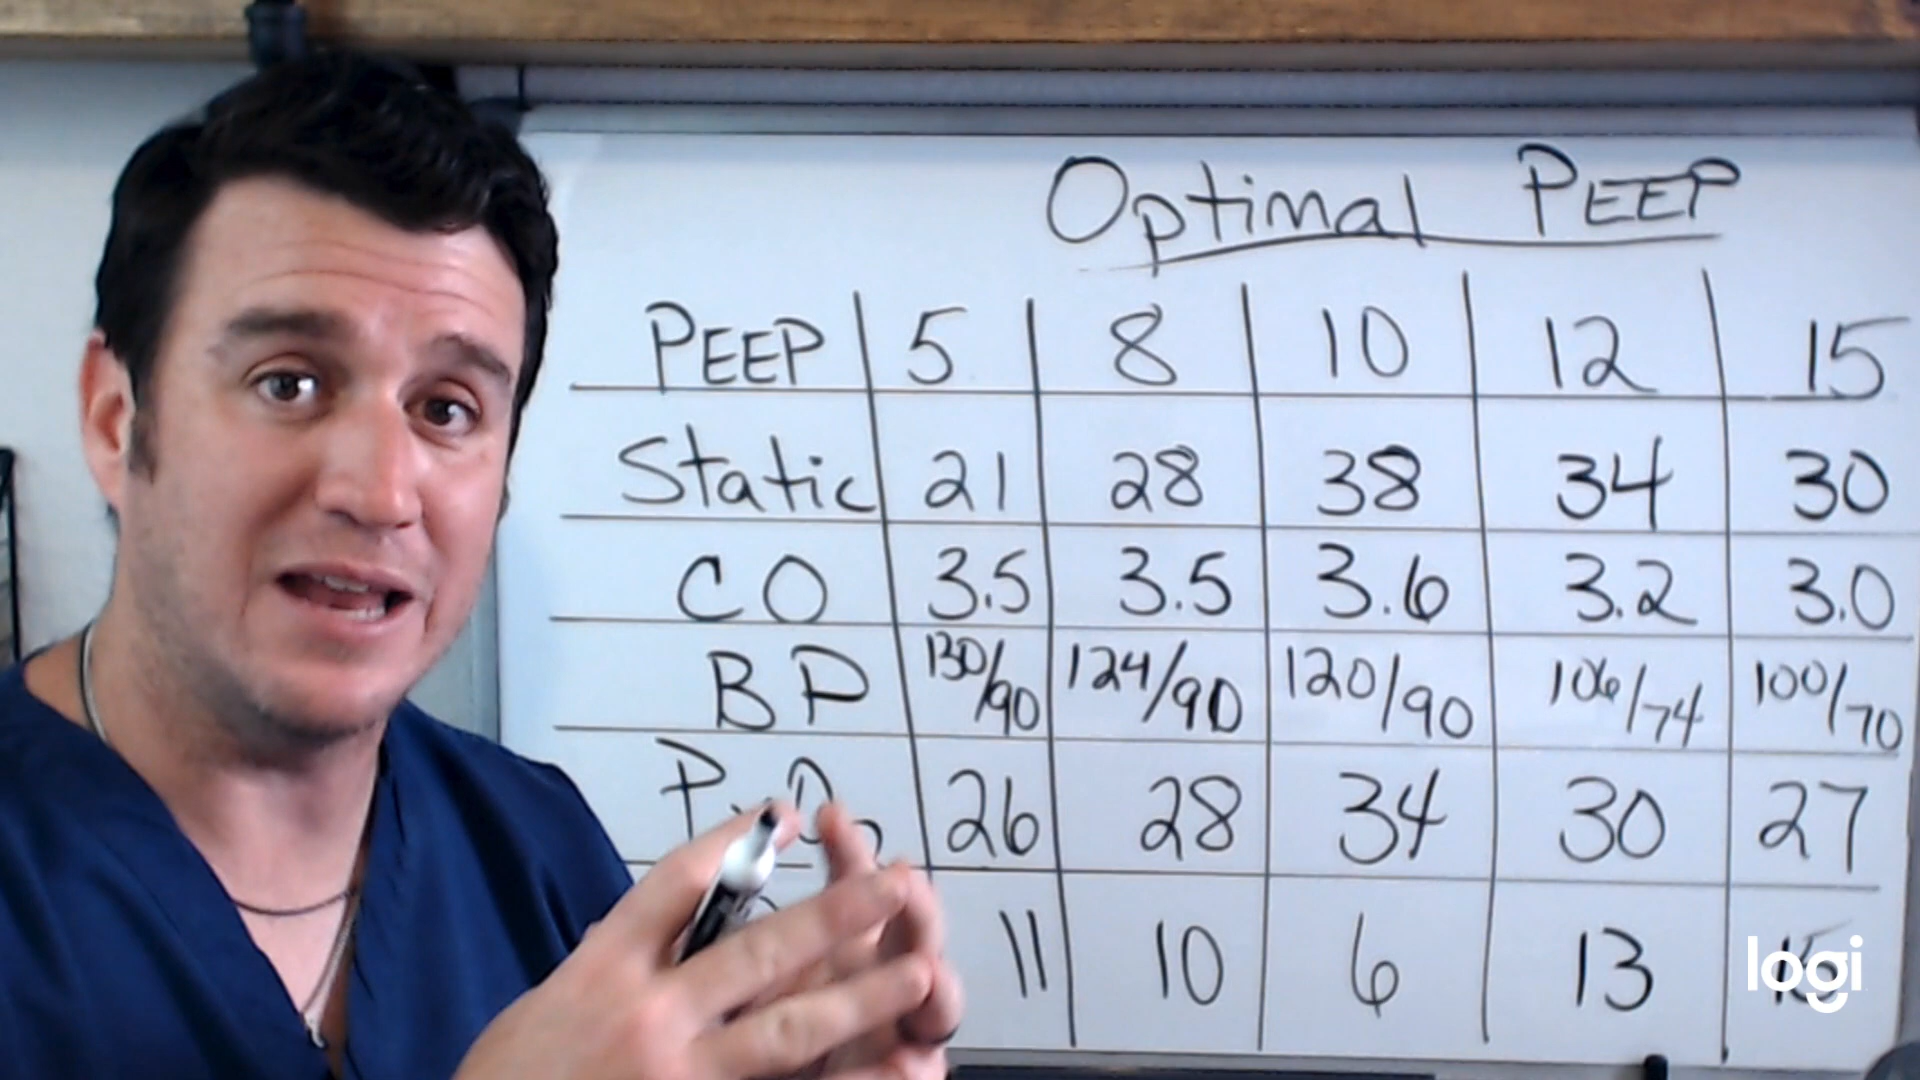 Optimal PEEP
PEEP 5 8 10 12 15
Static 21 28 38 34 30
CO 3.5 3.5 3.6 3.2 3.0
BP 130/90 124/90 120/90 106/74 100/70
26 28 34 30 27
11 10 6 13
logi